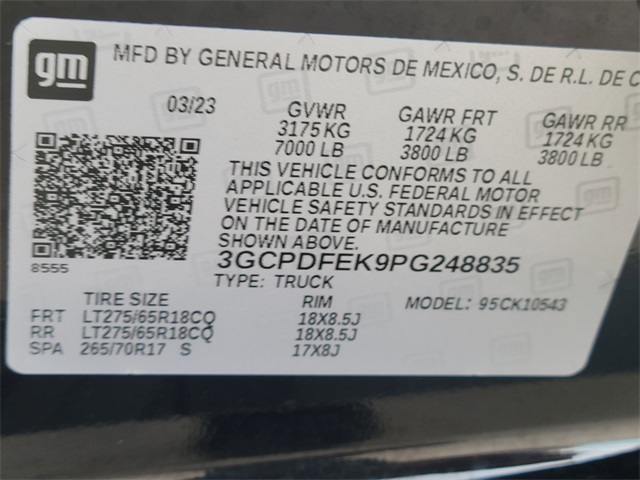 gm
MFD BY GENERAL MOTORS DE MEXICO, S. DE R.L. DE C
03/23 GVWR GAWR FRT GAWR RR
3175 KG 1724 KG 1724 KG
7000 LB 3800 LB 3800 LB
THIS VEHICLE CONFORMS TO ALL
APPLICABLE U.S. FEDERAL MOTOR
VEHICLE SAFETY STANDARDS IN EFFECT
ON THE DATE OF MANUFACTURE
SHOWN ABOVE.
8555
3GCPDFEK9PG248835
TYPE: TRUCK
TIRE SIZE RIM MODEL: 95CK10543
FRT LT275/65R18CQ 18X8.5J
RR LT275/65R18CQ 18X8.5J
SPA 265/70R17 S 17X8J